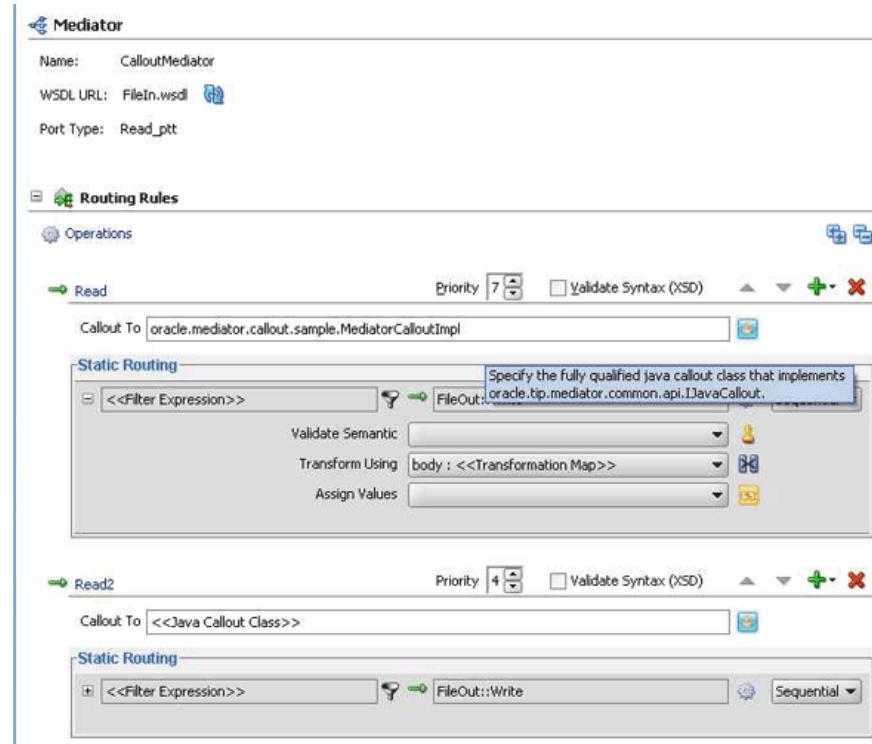 Mediator
Name: CalloutMediator
WSDL URL: FileIn.wsdl
Port Type: Read_ptt
Routing Rules
Operations
Read Priority 7 Validate Syntax (XSD)
Callout To oracle.mediator.callout.sample.MediatorCalloutImpl
Static Routing
Specify the fully qualified java callout class that implements
oracle.tip.mediator.common.api.IJavaCallout.
<<Filter Expression>> FileOut::
Validate Semantic
Transform Using body : <<Transformation Map>>
Assign Values
Read2 Priority 4 Validate Syntax (XSD)
Callout To <<Java Callout Class>>
Static Routing
<<Filter Expression>> FileOut::Write Sequential